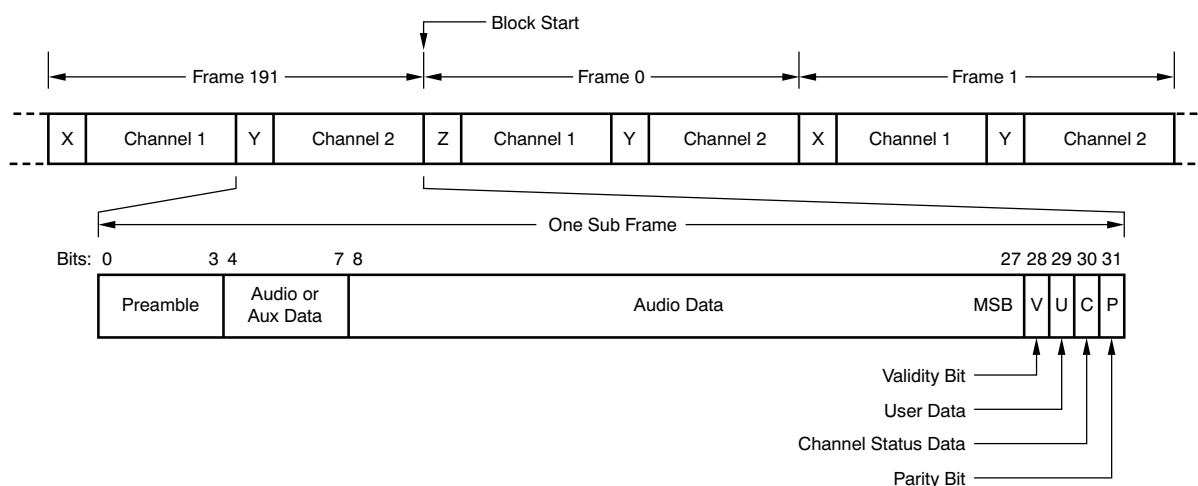 Block Start
Frame 191 Frame 0 Frame 1
X Channel 1 Y Channel 2 Z Channel 1 Y Channel 2 X Channel 1 Y Channel 2
One Sub Frame
Bits: 0 3 4 7 8 27 28 29 30 31
Preamble Audio or Aux Data Audio Data MSB V U C P
Validity Bit
User Data
Channel Status Data
Parity Bit